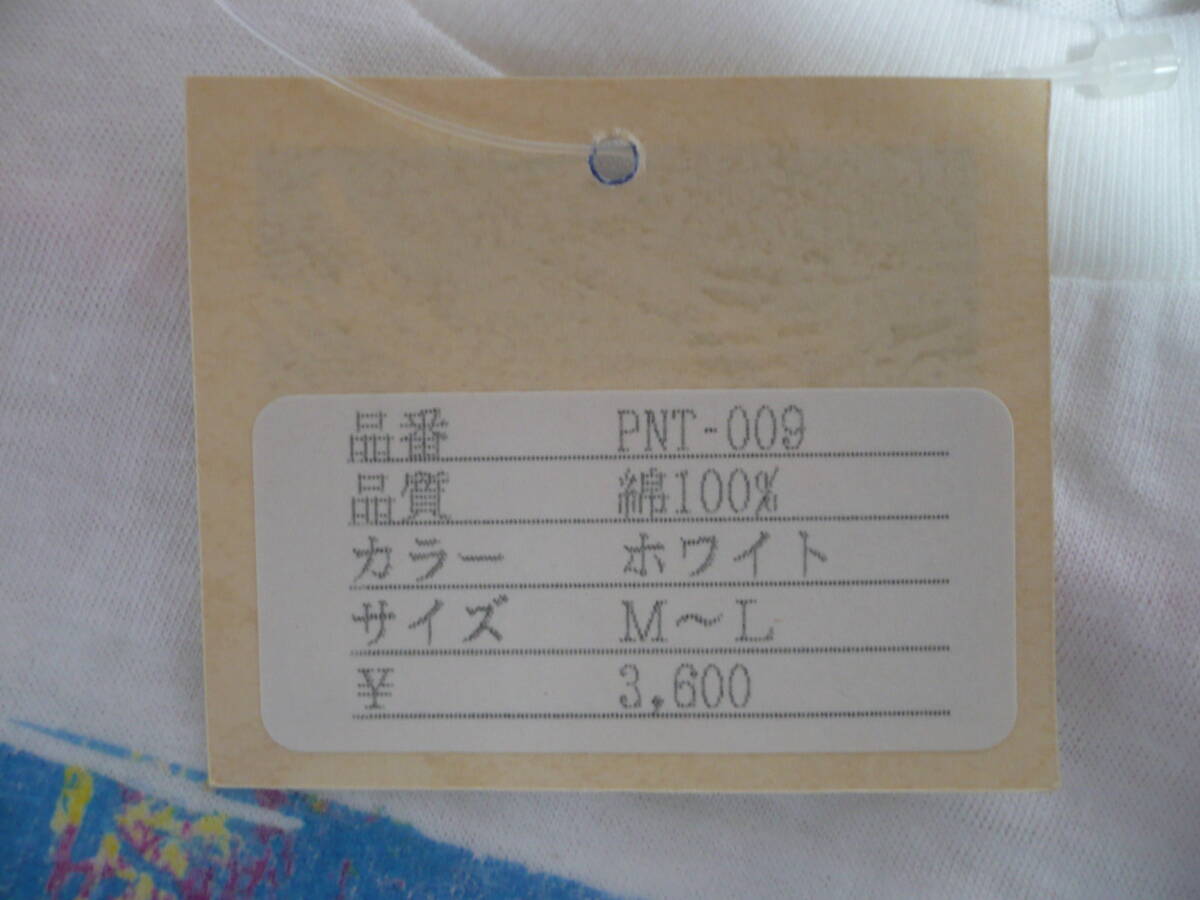 品番 PNT-009
品質 綿100%
カラー ホワイト
サイズ M～L
¥ 3,600